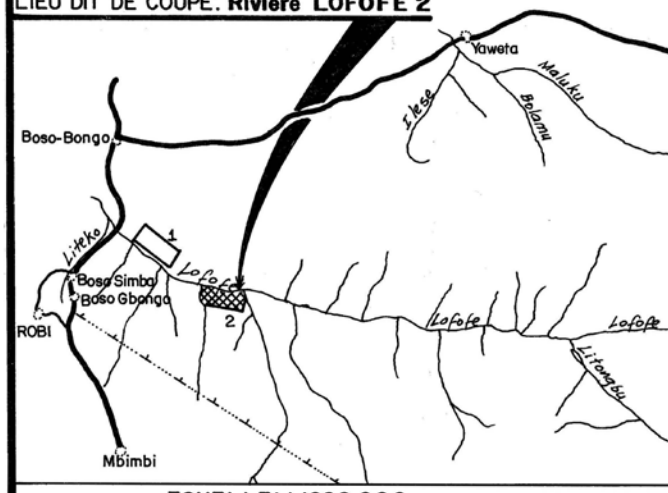 LIEU DIT DE COUPE. Rivière LOFOFE 2
Yaweta
Maluku
Ilese
Bolamu
Boso-Bongo
Liteko
1
Lofofe
Boso Simba
Boso Gbongo
2
ROBI
Lofofe
Lofofe
Litongbu
Mbimbi